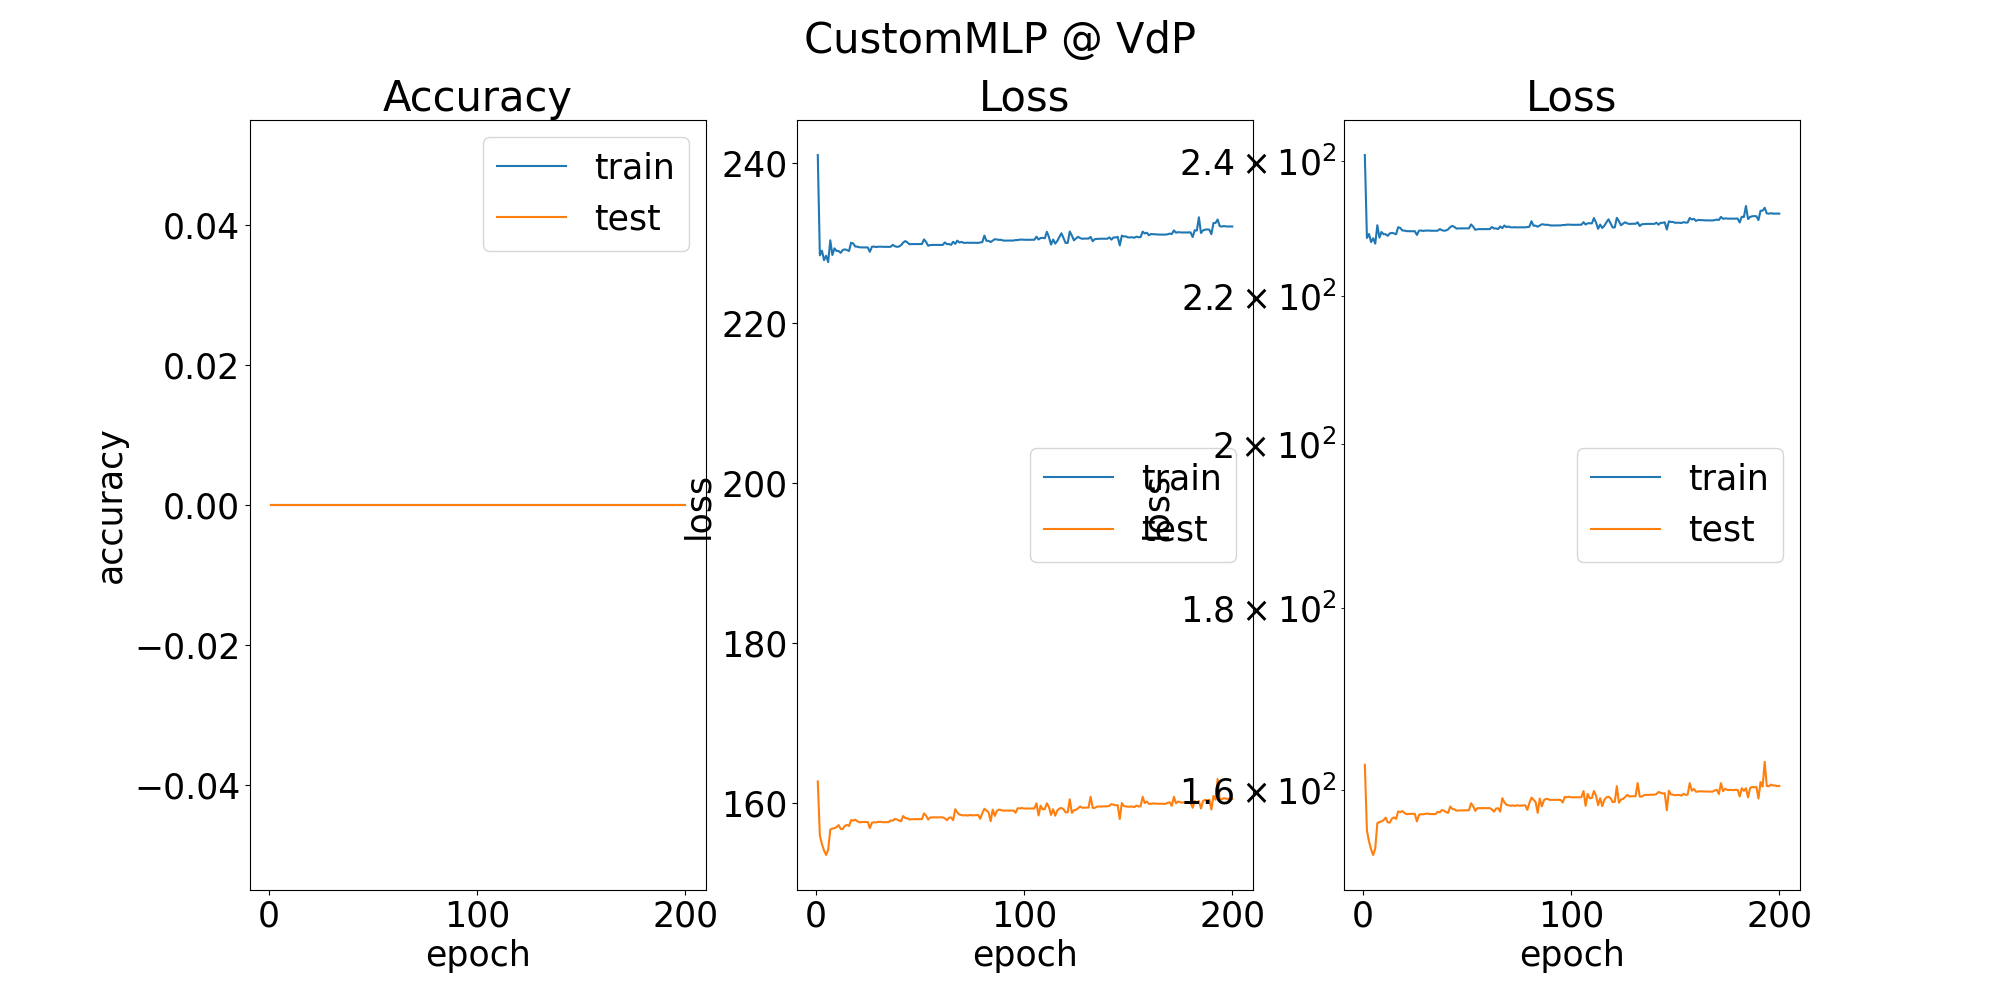 CustomMLP @ VdP
Accuracy
accuracy
0.04
0.02
0.00
−0.02
−0.04
0
100
200
epoch
train
test
Loss
loss
240
220
200
180
160
0
100
200
epoch
train
test
Loss
loss
2.4 × 10²
2.2 × 10²
2 × 10²
1.8 × 10²
1.6 × 10²
0
100
200
epoch
train
test